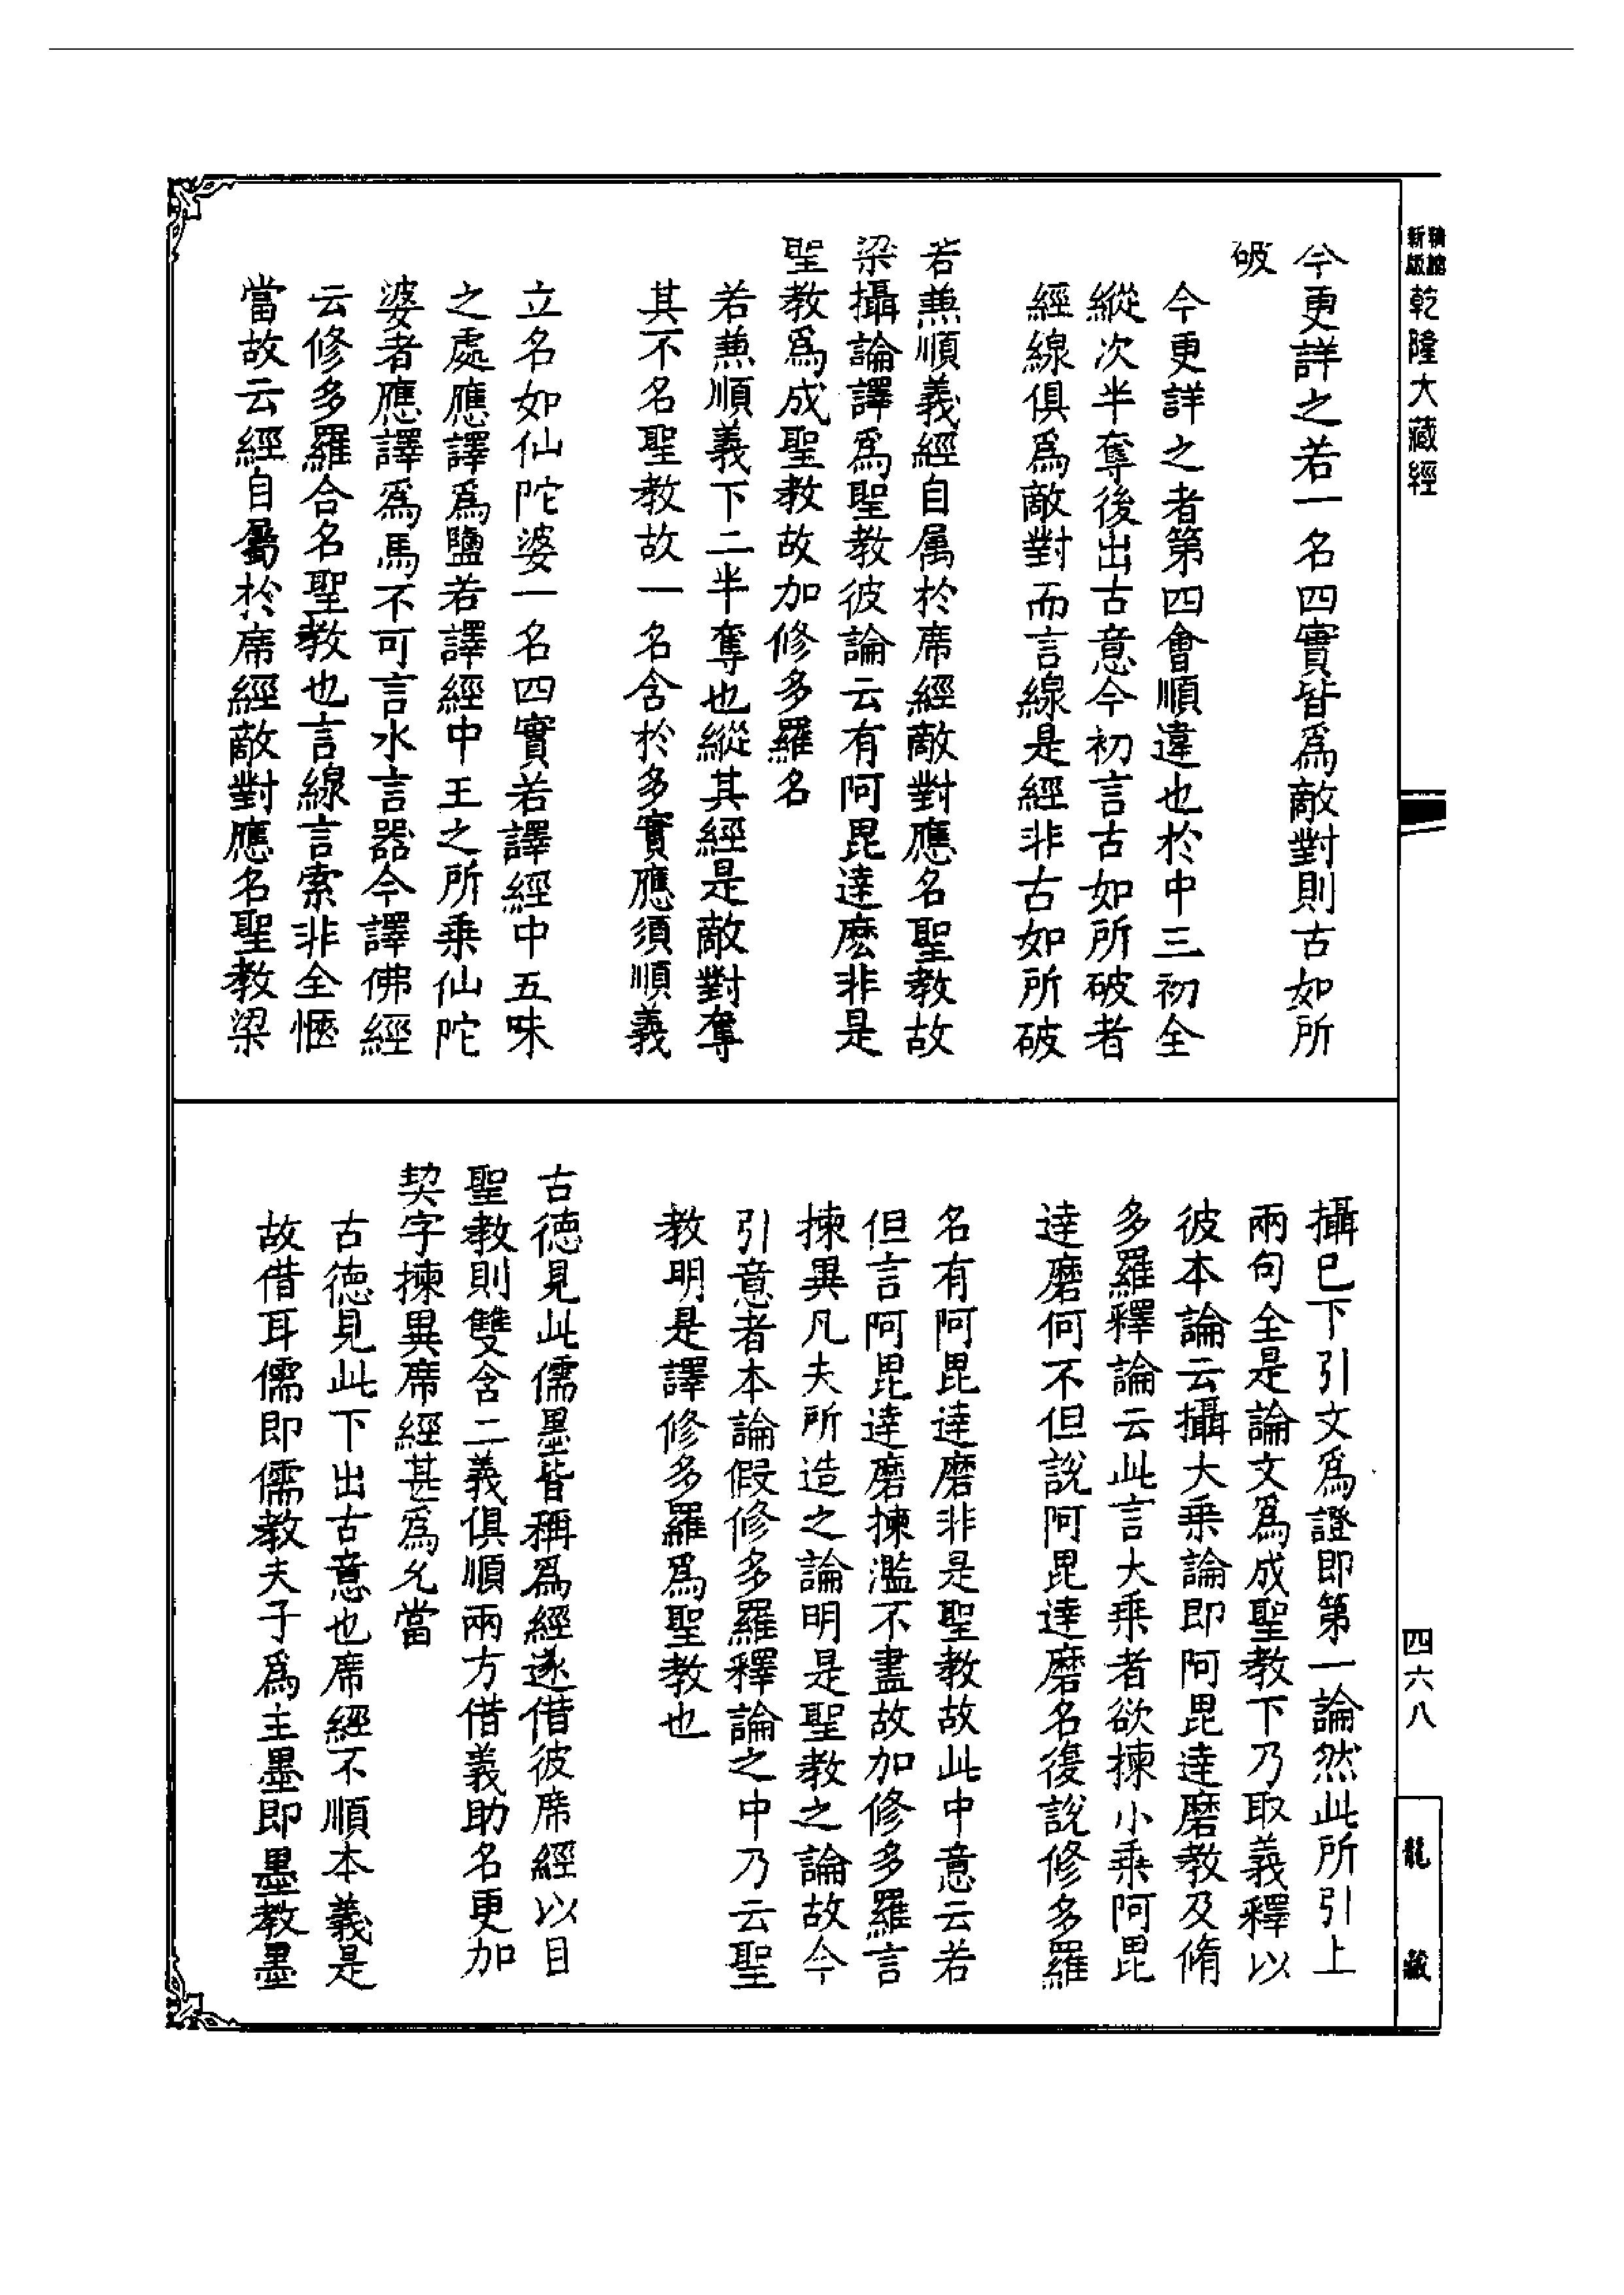 新版
精譯
乾隆大藏經
四六八
龍藏
今更詳之若一名四實皆爲敵對則古如所
破
今更詳之者第四會順違也於中三初全
縱次半奪後出古意今初言古如所破者
經線俱爲敵對而言線是經非古如所破
若兼順義經自属於席經敵對應名聖教故
梁攝論譯爲聖教彼論云有阿毘達麽非是
聖教爲成聖教故加修多羅名
若兼順義下二半奪也縱其經是敵對奪
其不名聖教故一名含於多實應須順義
立名如仙陀婆一名四實若譯經中五味
之處應譯爲鹽若譯經中王之所乗仙陀
婆者應譯爲馬不可言水言器今譯佛經
云修多羅合名聖教也言線言索非全愜
當故云經自屬於席經敵對應名聖教梁
攝巳下引文爲證即第一論然此所引上
兩句全是論文爲成聖教下乃取義釋以
彼本論云攝大乗論即阿毘達磨教及脩
多羅釋論云此言大乗者欲揀小乗阿毘
達磨何不但說阿毘達磨名復說修多羅
名有阿毘達磨非是聖教故此中意云若
但言阿毘達磨揀濫不盡故加修多羅言
揀異凡夫所造之論明是聖教之論故今
引意者本論假修多羅釋論之中乃云聖
教明是譯修多羅爲聖教也
古德見此儒墨皆稱爲經遂借彼席經以目
聖教則雙含二義俱順兩方借義助名更加
契字揀異席經甚爲允當
古德見此下出古意也席經不順本義是
故借耳儒即儒教夫子爲主墨即墨教墨